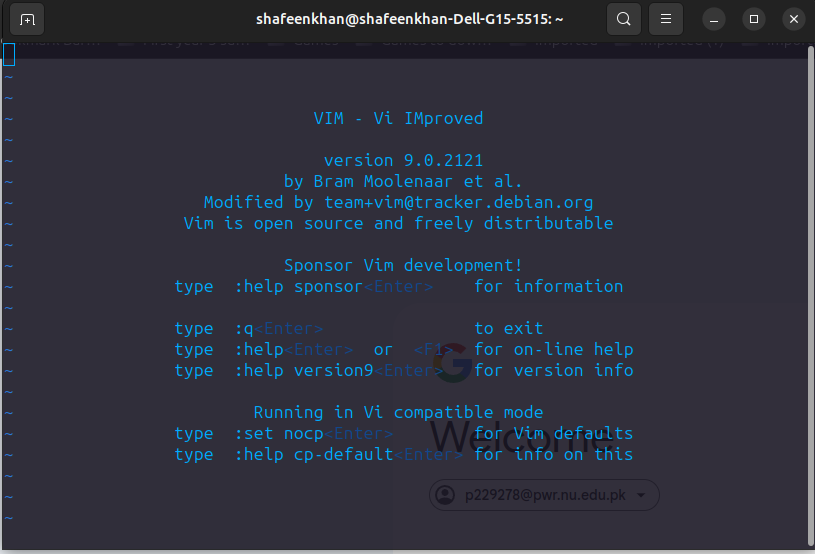 shafeenkhan@shafeenkhan-Dell-G15-5515: ~
~
~
~ VIM - Vi IMproved
~
~ version 9.0.2121
~ by Bram Moolenaar et al.
~ Modified by team+vim@tracker.debian.org
~ Vim is open source and freely distributable
~
~ Sponsor Vim development!
~ type :help sponsor<Enter> for information
~
~ type :q<Enter> to exit
~ type :help<Enter> or <F1> for on-line help
~ type :help version9<Enter> for version info
~
~ Running in Vi compatible mode
~ type :set nocp<Enter> for Vim defaults
~ type :help cp-default<Enter> for info on this
~
~
~
Welcome
p229278@pwr.nu.edu.pk